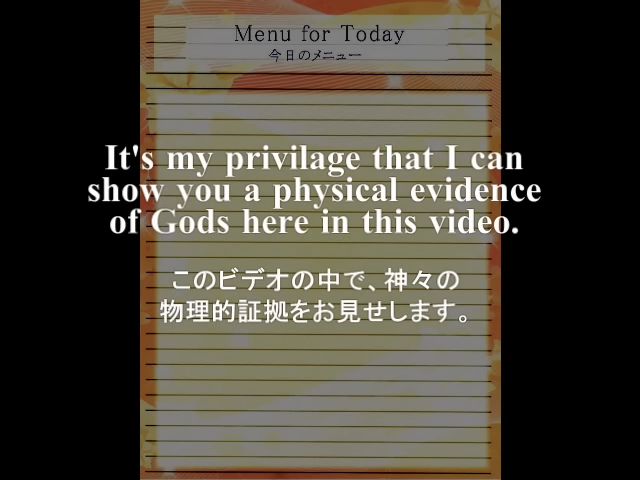 Menu for Today
今日のメニュー
It's my privilage that I can
show you a physical evidence
of Gods here in this video.
このビデオの中で、神々の
物理的証拠をお見せします。